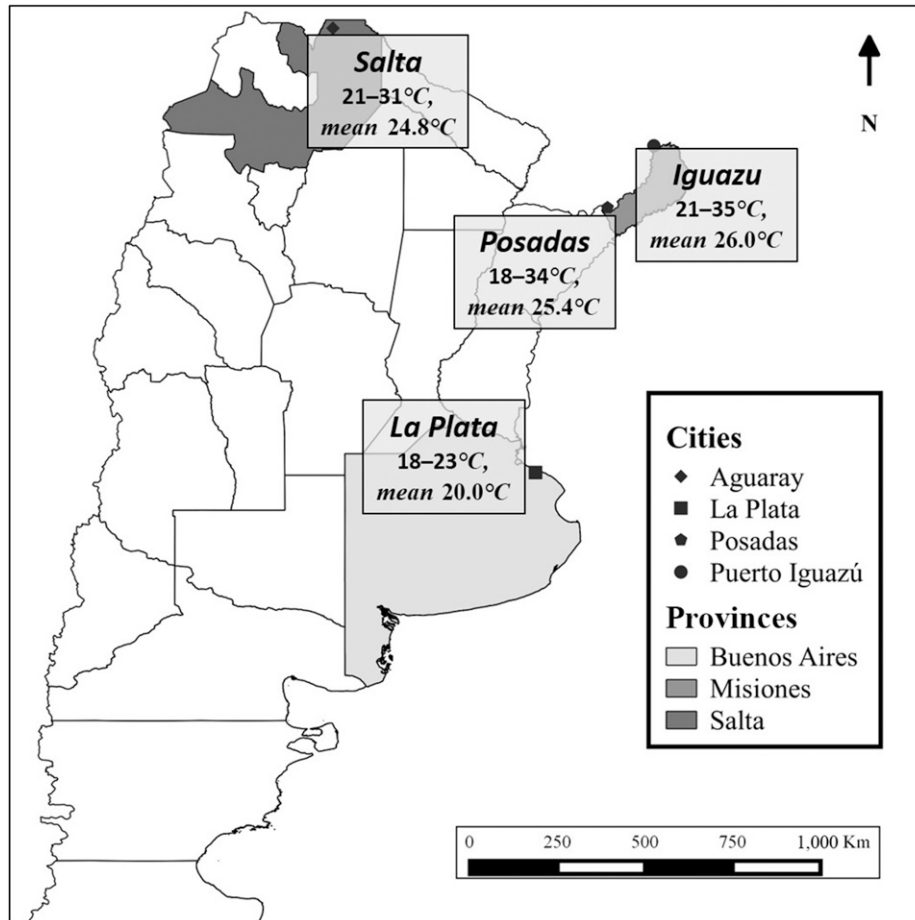 Salta
21–31°C,
mean 24.8°C
N
Iguazu
21–35°C,
mean 26.0°C
Posadas
18–34°C,
mean 25.4°C
La Plata
18–23°C,
mean 20.0°C
Cities
Aguaray
La Plata
Posadas
Puerto Iguazú
Provinces
Buenos Aires
Misiones
Salta
0 250 500 750 1,000 Km